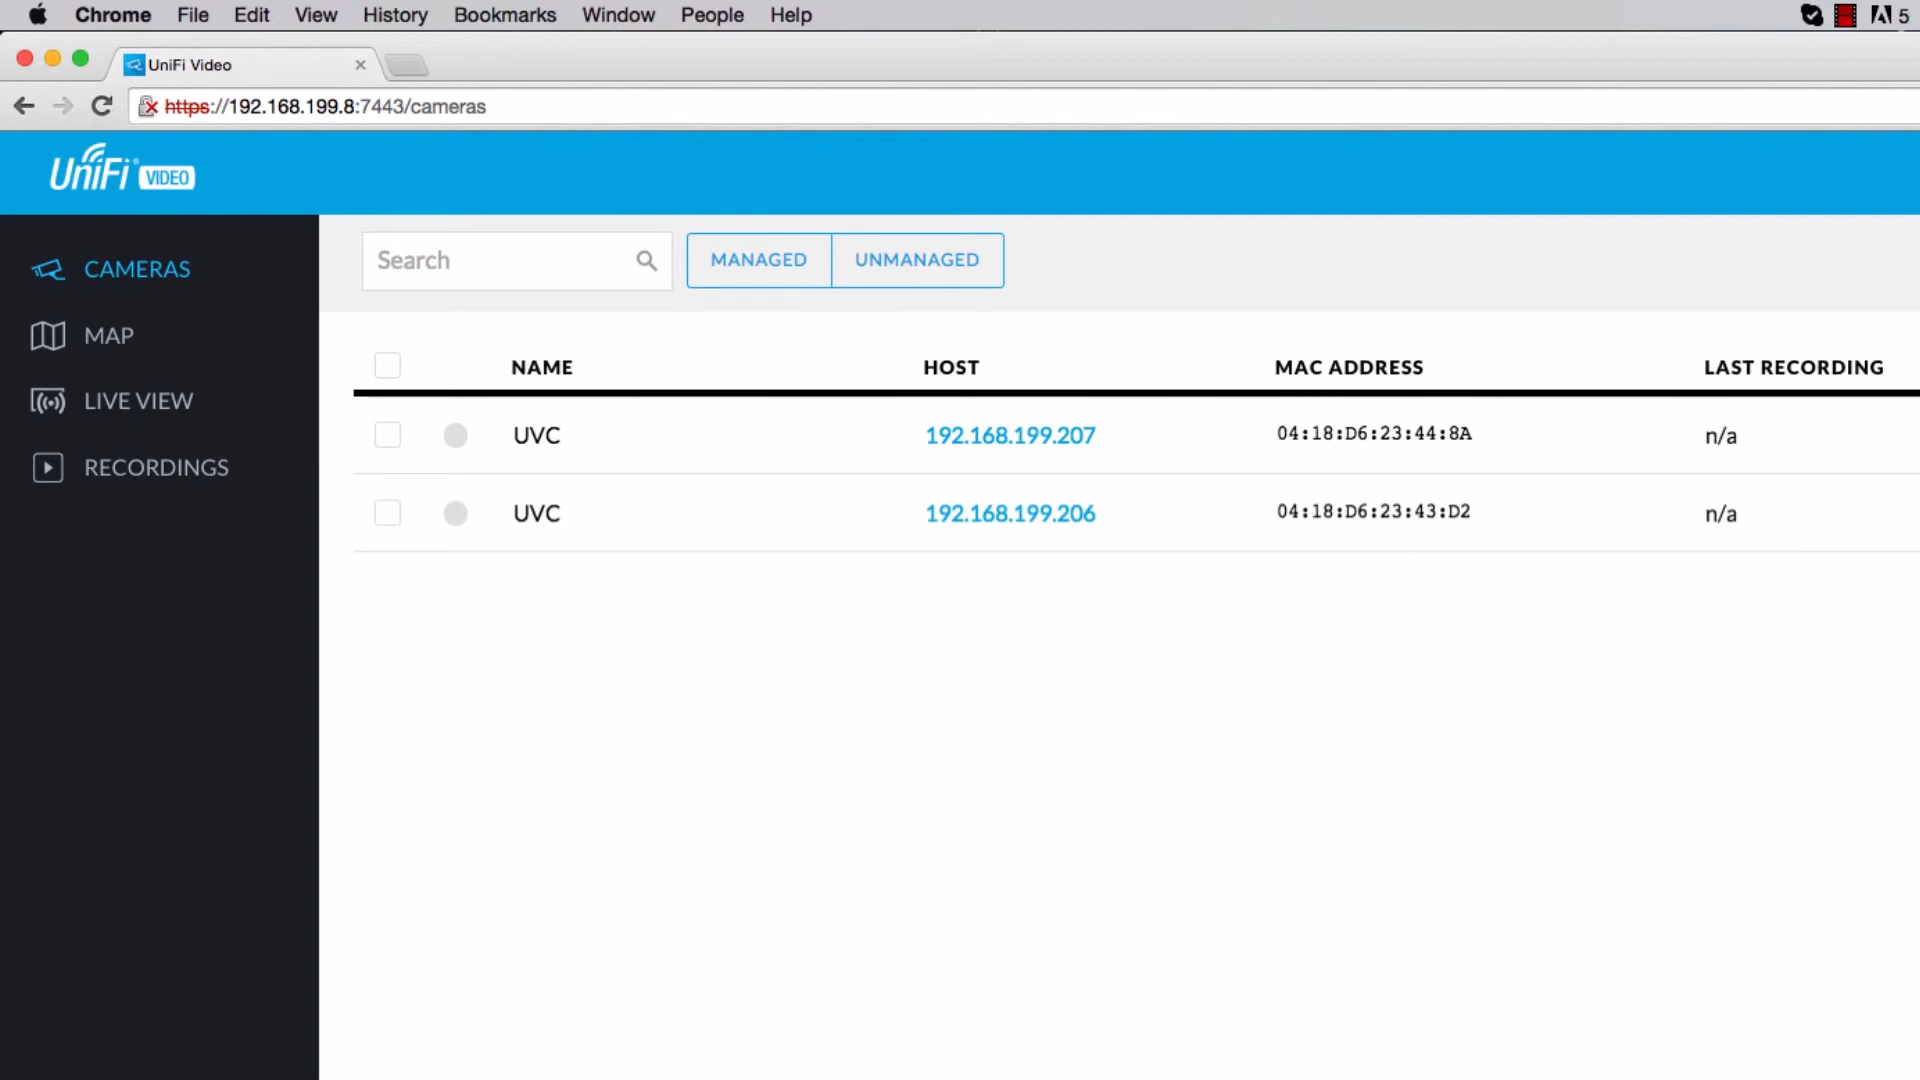 Chrome File Edit View History Bookmarks Window People Help 5
UniFi Video
https://192.168.199.8:7443/cameras
UniFi VIDEO
CAMERAS
MAP
LIVE VIEW
RECORDINGS
Search MANAGED UNMANAGED
NAME HOST MAC ADDRESS LAST RECORDING
UVC 192.168.199.207 04:18:D6:23:44:8A n/a
UVC 192.168.199.206 04:18:D6:23:43:D2 n/a